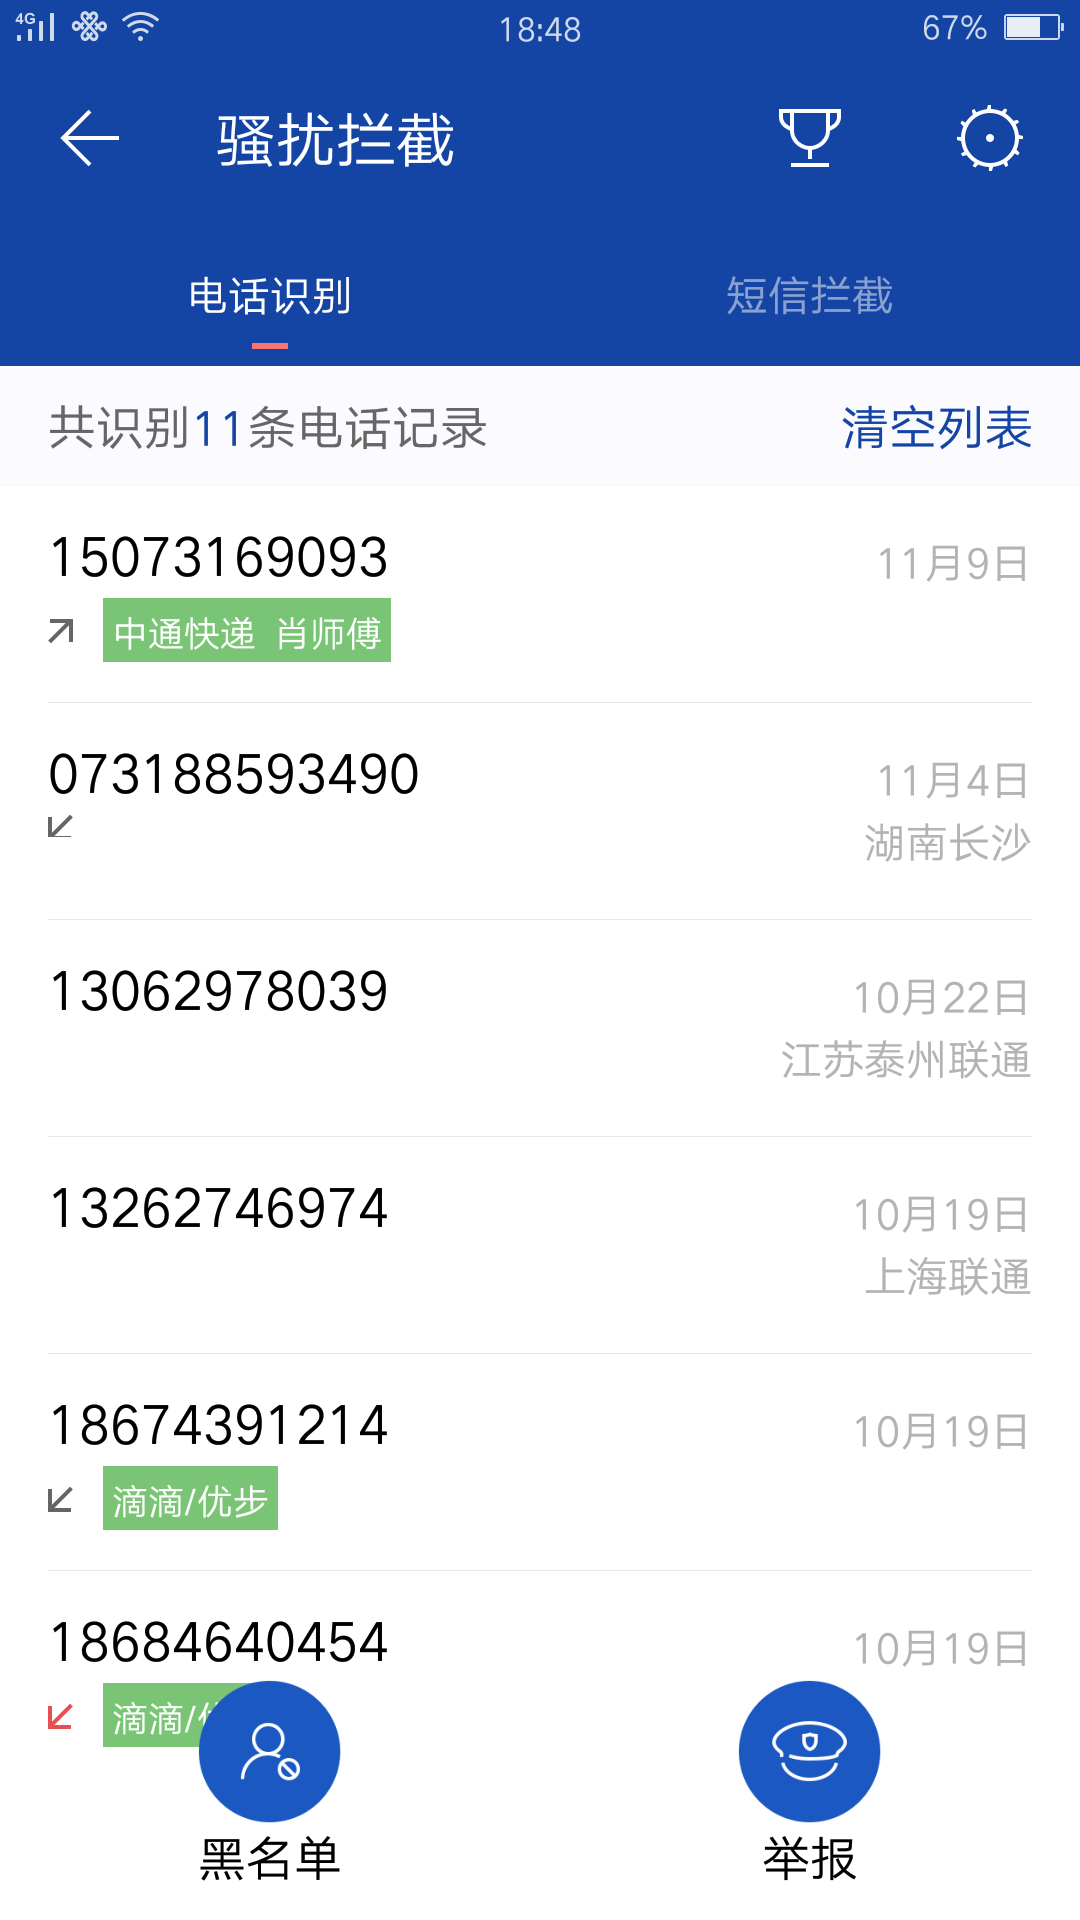 4G 18:48 67%
骚扰拦截
电话识别 短信拦截
共识别11条电话记录 清空列表
15073169093 11月9日
中通快递 肖师傅
073188593490 11月4日
湖南长沙
13062978039 10月22日
江苏泰州联通
13262746974 10月19日
上海联通
18674391214 10月19日
滴滴/优步
18684640454 10月19日
滴滴/
黑名单 举报